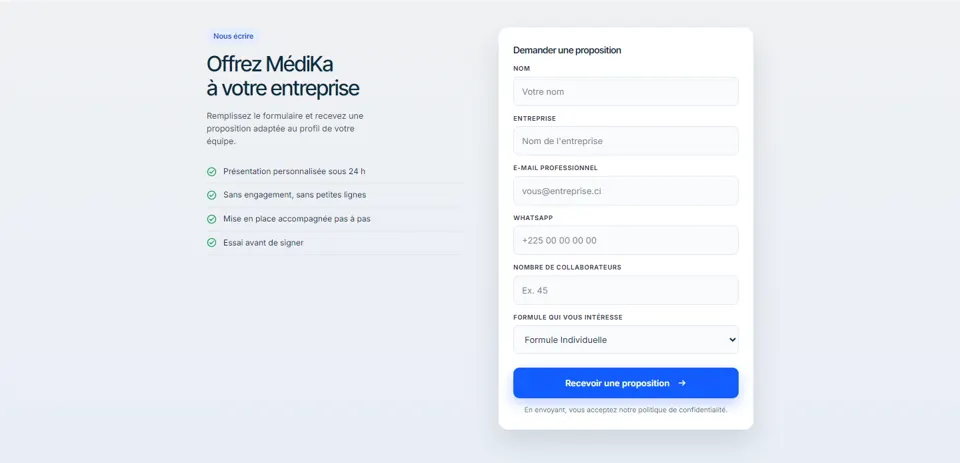 Nous écrire
Offrez MédiKa
à votre entreprise
Remplissez le formulaire et recevez une
proposition adaptée au profil de votre
équipe.
Présentation personnalisée sous 24 h
Sans engagement, sans petites lignes
Mise en place accompagnée pas à pas
Essai avant de signer
Demander une proposition
NOM
Votre nom
ENTREPRISE
Nom de l'entreprise
E-MAIL PROFESSIONNEL
vous@entreprise.ci
WHATSAPP
+225 00 00 00 00
NOMBRE DE COLLABORATEURS
Ex. 45
FORMULE QUI VOUS INTÉRESSE
Formule Individuelle
Recevoir une proposition →
En envoyant, vous acceptez notre politique de confidentialité.